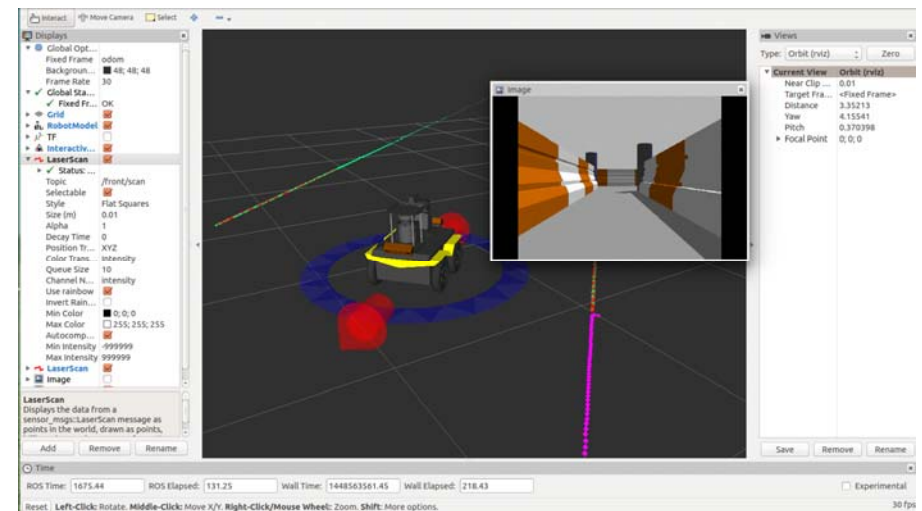 Interact Move Camera Select
Displays
Global Opt...
Fixed Frame odom
Backgroun... 48; 48; 48
Frame Rate 30
Global Sta...
Fixed Fr... OK
Grid
RobotModel
TF
Interactiv...
LaserScan
Status: ...
Topic /front/scan
Selectable
Style Flat Squares
Size (m) 0.01
Alpha 1
Decay Time 0
Position Tr... XYZ
Color Trans... Intensity
Queue Size 10
Channel N... intensity
Use rainbow
Invert Rain...
Min Color 0; 0; 0
Max Color 255; 255; 255
Autocomp...
Min Intensity -999999
Max Intensity 999999
LaserScan
Image
LaserScan
Displays the data from a
sensor_msgs::LaserScan message as
points in the world, drawn as points,
Add Remove Rename
Image
Views
Type: Orbit (rviz) Zero
Current View Orbit (rviz)
Near Clip ... 0.01
Target Fra... <Fixed Frame>
Distance 3.35213
Yaw 4.15541
Pitch 0.370398
Focal Point 0; 0; 0
Save Remove Rename
Time
ROS Time: 1675.44 ROS Elapsed: 131.25 Wall Time: 1448563561.45 Wall Elapsed: 218.43 Experimental
Reset Left-Click: Rotate. Middle-Click: Move X/Y. Right-Click/Mouse Wheel: Zoom. Shift: More options. 30 fps